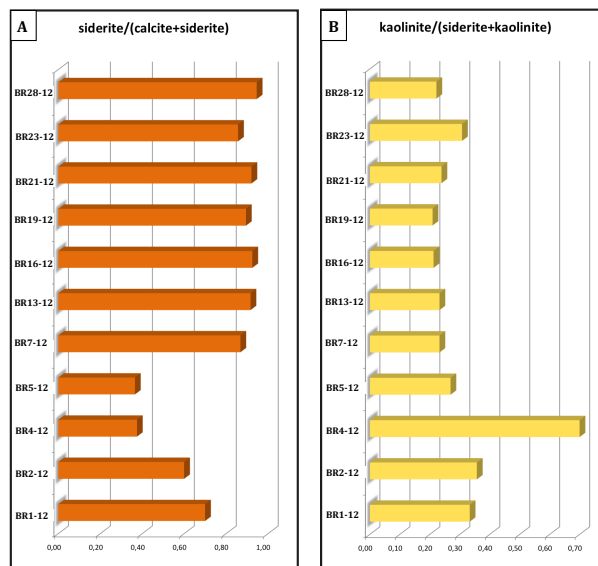 A
siderite/(calcite+siderite)
BR28-12
BR23-12
BR21-12
BR19-12
BR16-12
BR13-12
BR7-12
BR5-12
BR4-12
BR2-12
BR1-12
0,00 0,20 0,40 0,60 0,80 1,00
B
kaolinite/(siderite+kaolinite)
BR28-12
BR23-12
BR21-12
BR19-12
BR16-12
BR13-12
BR7-12
BR5-12
BR4-12
BR2-12
BR1-12
0,00 0,10 0,20 0,30 0,40 0,50 0,60 0,70